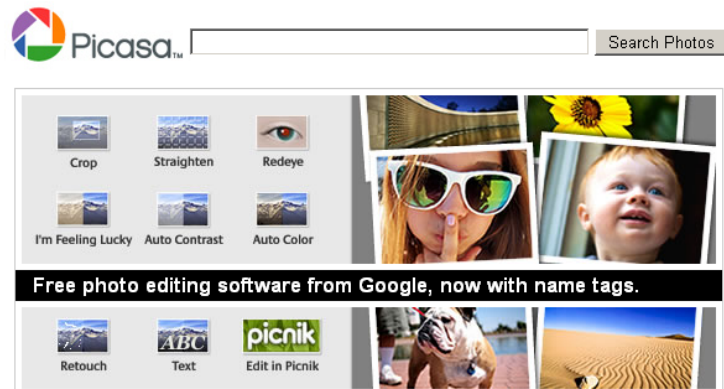 Picasa™
Search Photos
Crop Straighten Redeye
I'm Feeling Lucky Auto Contrast Auto Color
Free photo editing software from Google, now with name tags.
ABC picnik
Retouch Text Edit in Picnik